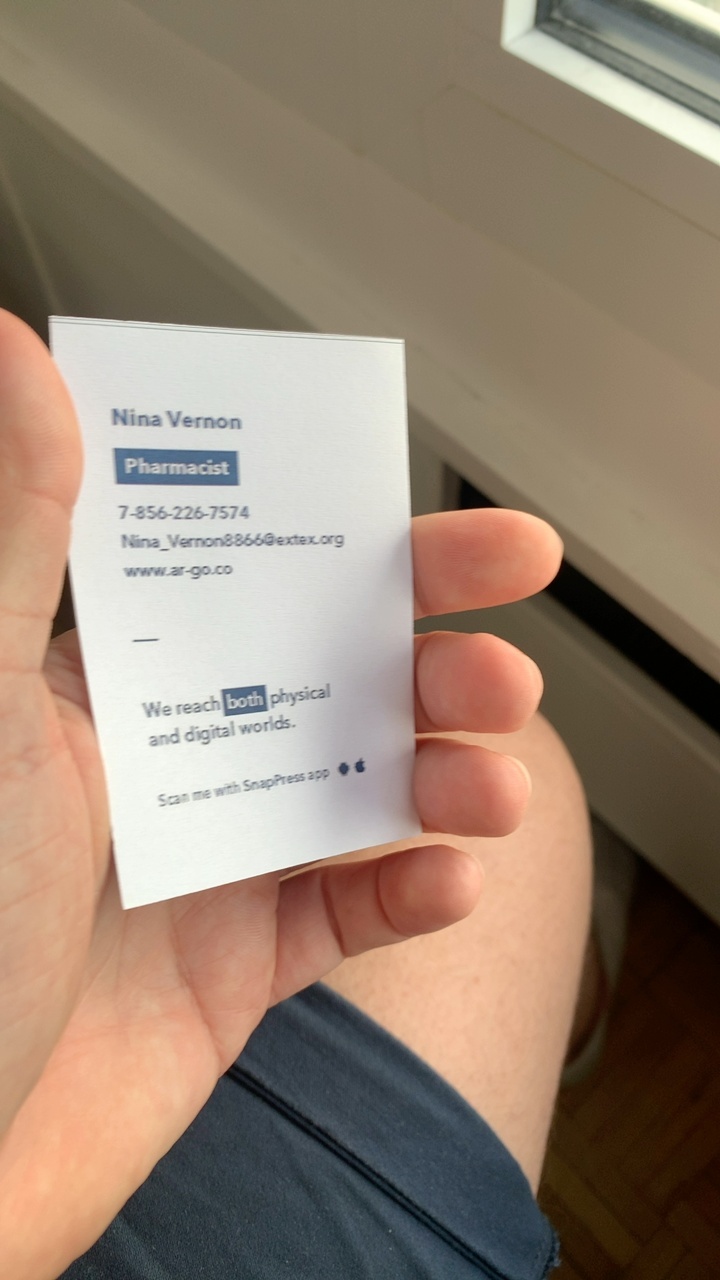 Nina Vernon
Pharmacist
7-856-226-7574
Nina_Vernon8866@extex.org
www.ar-go.co
We reach both physical
and digital worlds.
Scan me with SnapPress app